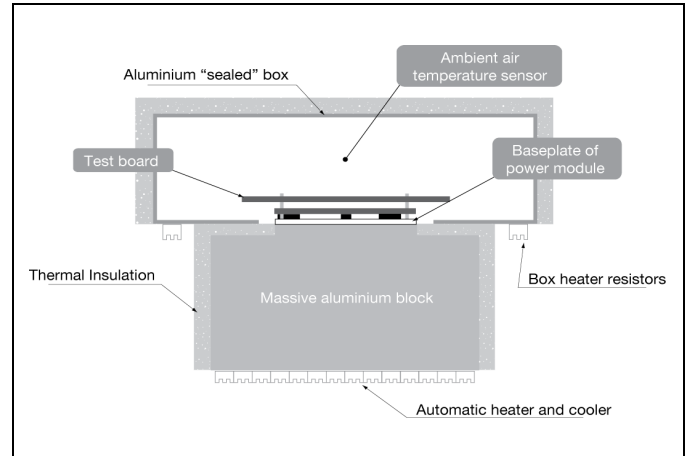 Ambient air
temperature sensor
Aluminium “sealed” box
Test board
Baseplate of
power module
Thermal Insulation
Box heater resistors
Massive aluminium block
Automatic heater and cooler